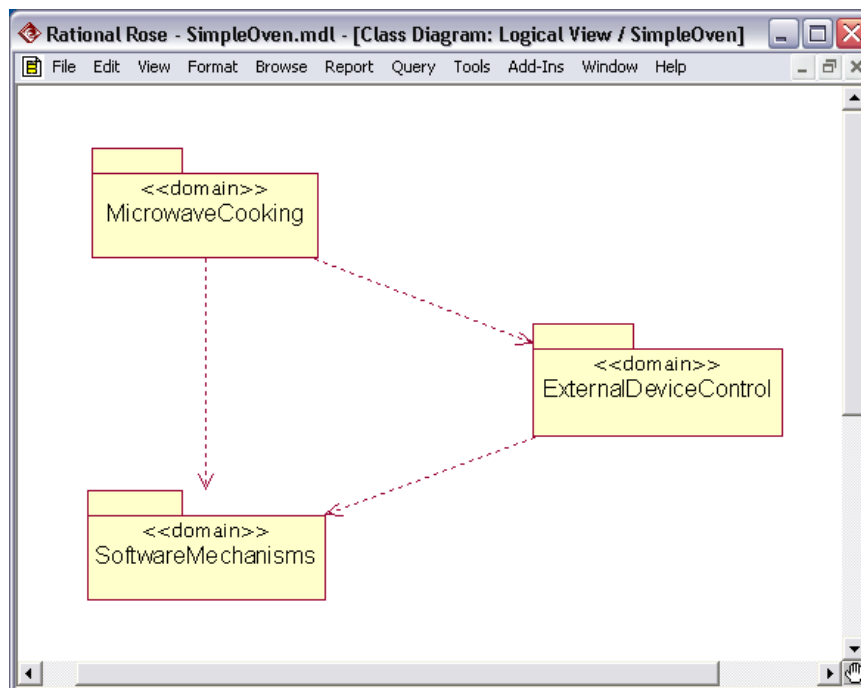 Rational Rose - SimpleOven.mdl - [Class Diagram: Logical View / SimpleOven]
File Edit View Format Browse Report Query Tools Add-Ins Window Help
<<domain>>
MicrowaveCooking
<<domain>>
ExternalDeviceControl
<<domain>>
SoftwareMechanisms